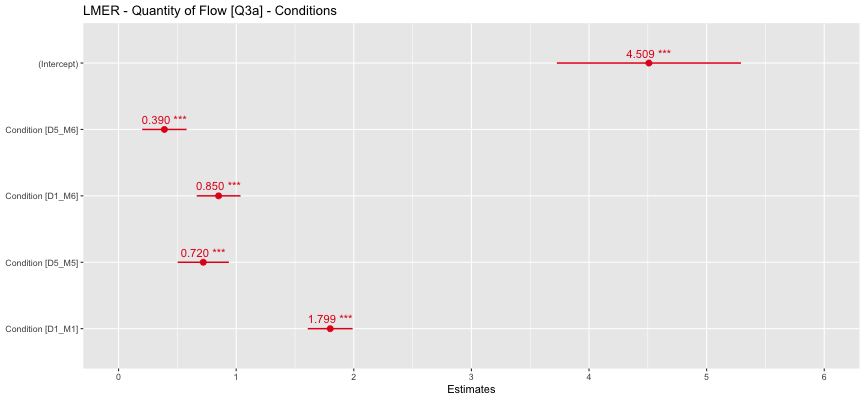 LMER - Quantity of Flow [Q3a] - Conditions
(Intercept)
4.509 ***
Condition [D5_M6]
0.390 ***
Condition [D1_M6]
0.850 ***
Condition [D5_M5]
0.720 ***
Condition [D1_M1]
1.799 ***
0 1 2 3 4 5 6
Estimates